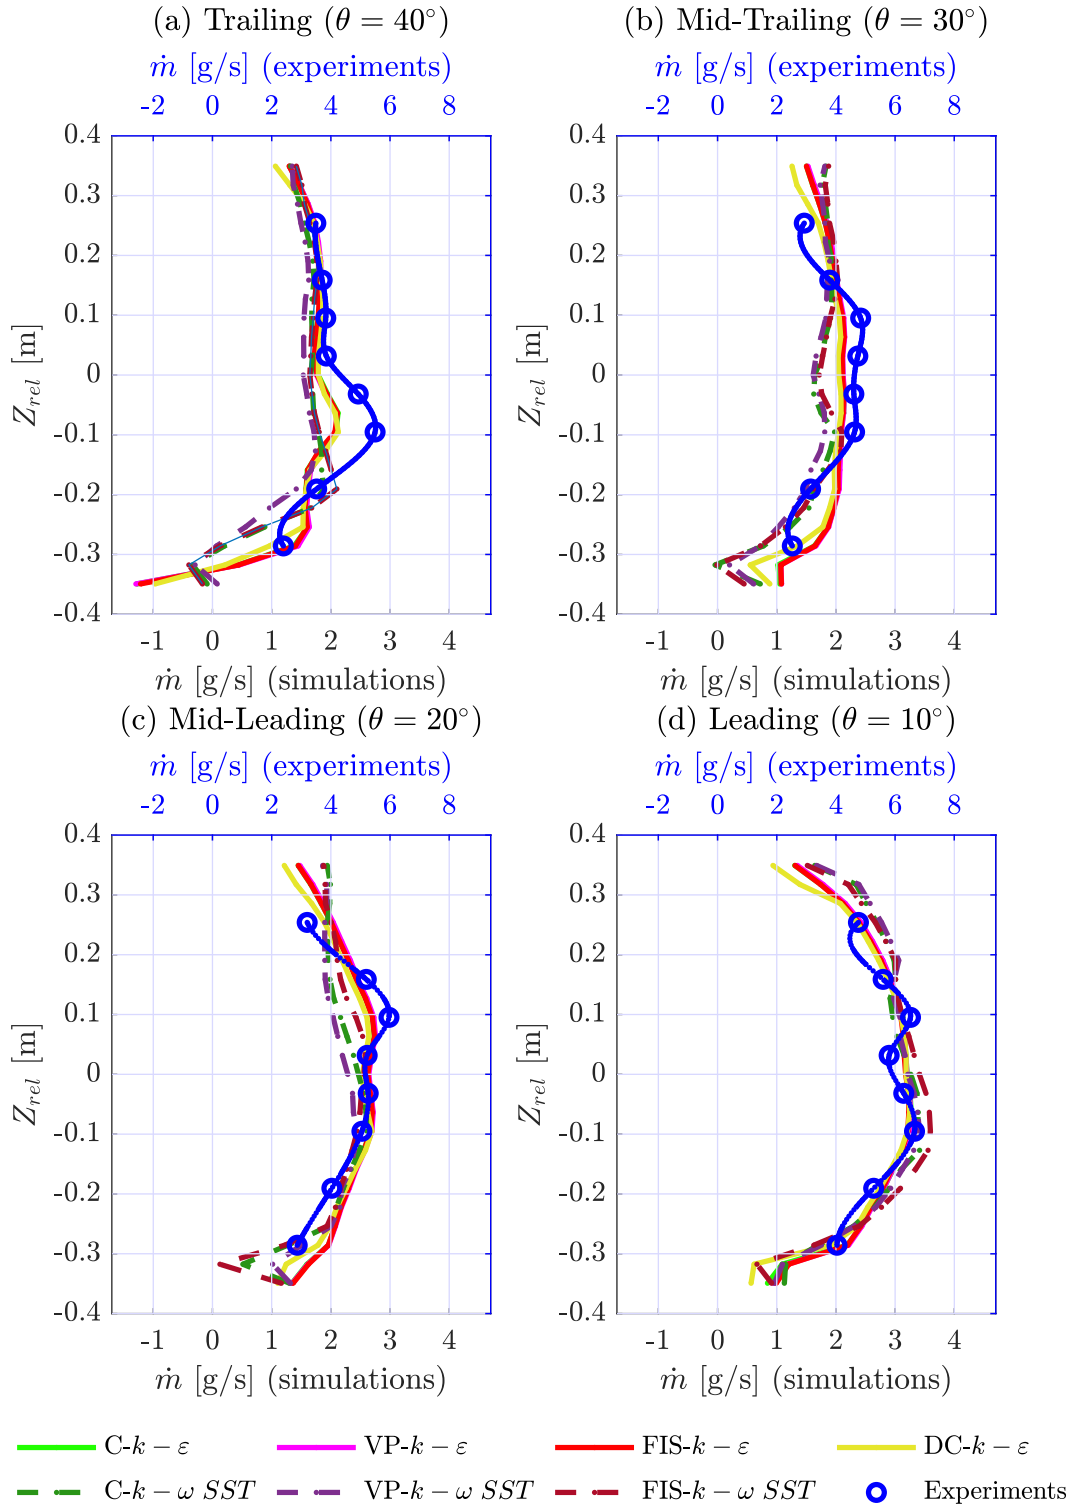 (a) Trailing (θ = 40°)
ṁ [g/s] (experiments)
-2 0 2 4 6 8
0.4
0.3
0.2
0.1
0
-0.1
-0.2
-0.3
-0.4
Z_rel [m]
-1 0 1 2 3 4
ṁ [g/s] (simulations)
(b) Mid-Trailing (θ = 30°)
ṁ [g/s] (experiments)
-2 0 2 4 6 8
0.4
0.3
0.2
0.1
0
-0.1
-0.2
-0.3
-0.4
Z_rel [m]
-1 0 1 2 3 4
ṁ [g/s] (simulations)
(c) Mid-Leading (θ = 20°)
ṁ [g/s] (experiments)
-2 0 2 4 6 8
0.4
0.3
0.2
0.1
0
-0.1
-0.2
-0.3
-0.4
Z_rel [m]
-1 0 1 2 3 4
ṁ [g/s] (simulations)
(d) Leading (θ = 10°)
ṁ [g/s] (experiments)
-2 0 2 4 6 8
0.4
0.3
0.2
0.1
0
-0.1
-0.2
-0.3
-0.4
Z_rel [m]
-1 0 1 2 3 4
ṁ [g/s] (simulations)
C-k − ε VP-k − ε FIS-k − ε DC-k − ε
C-k − ω SST VP-k − ω SST FIS-k − ω SST Experiments